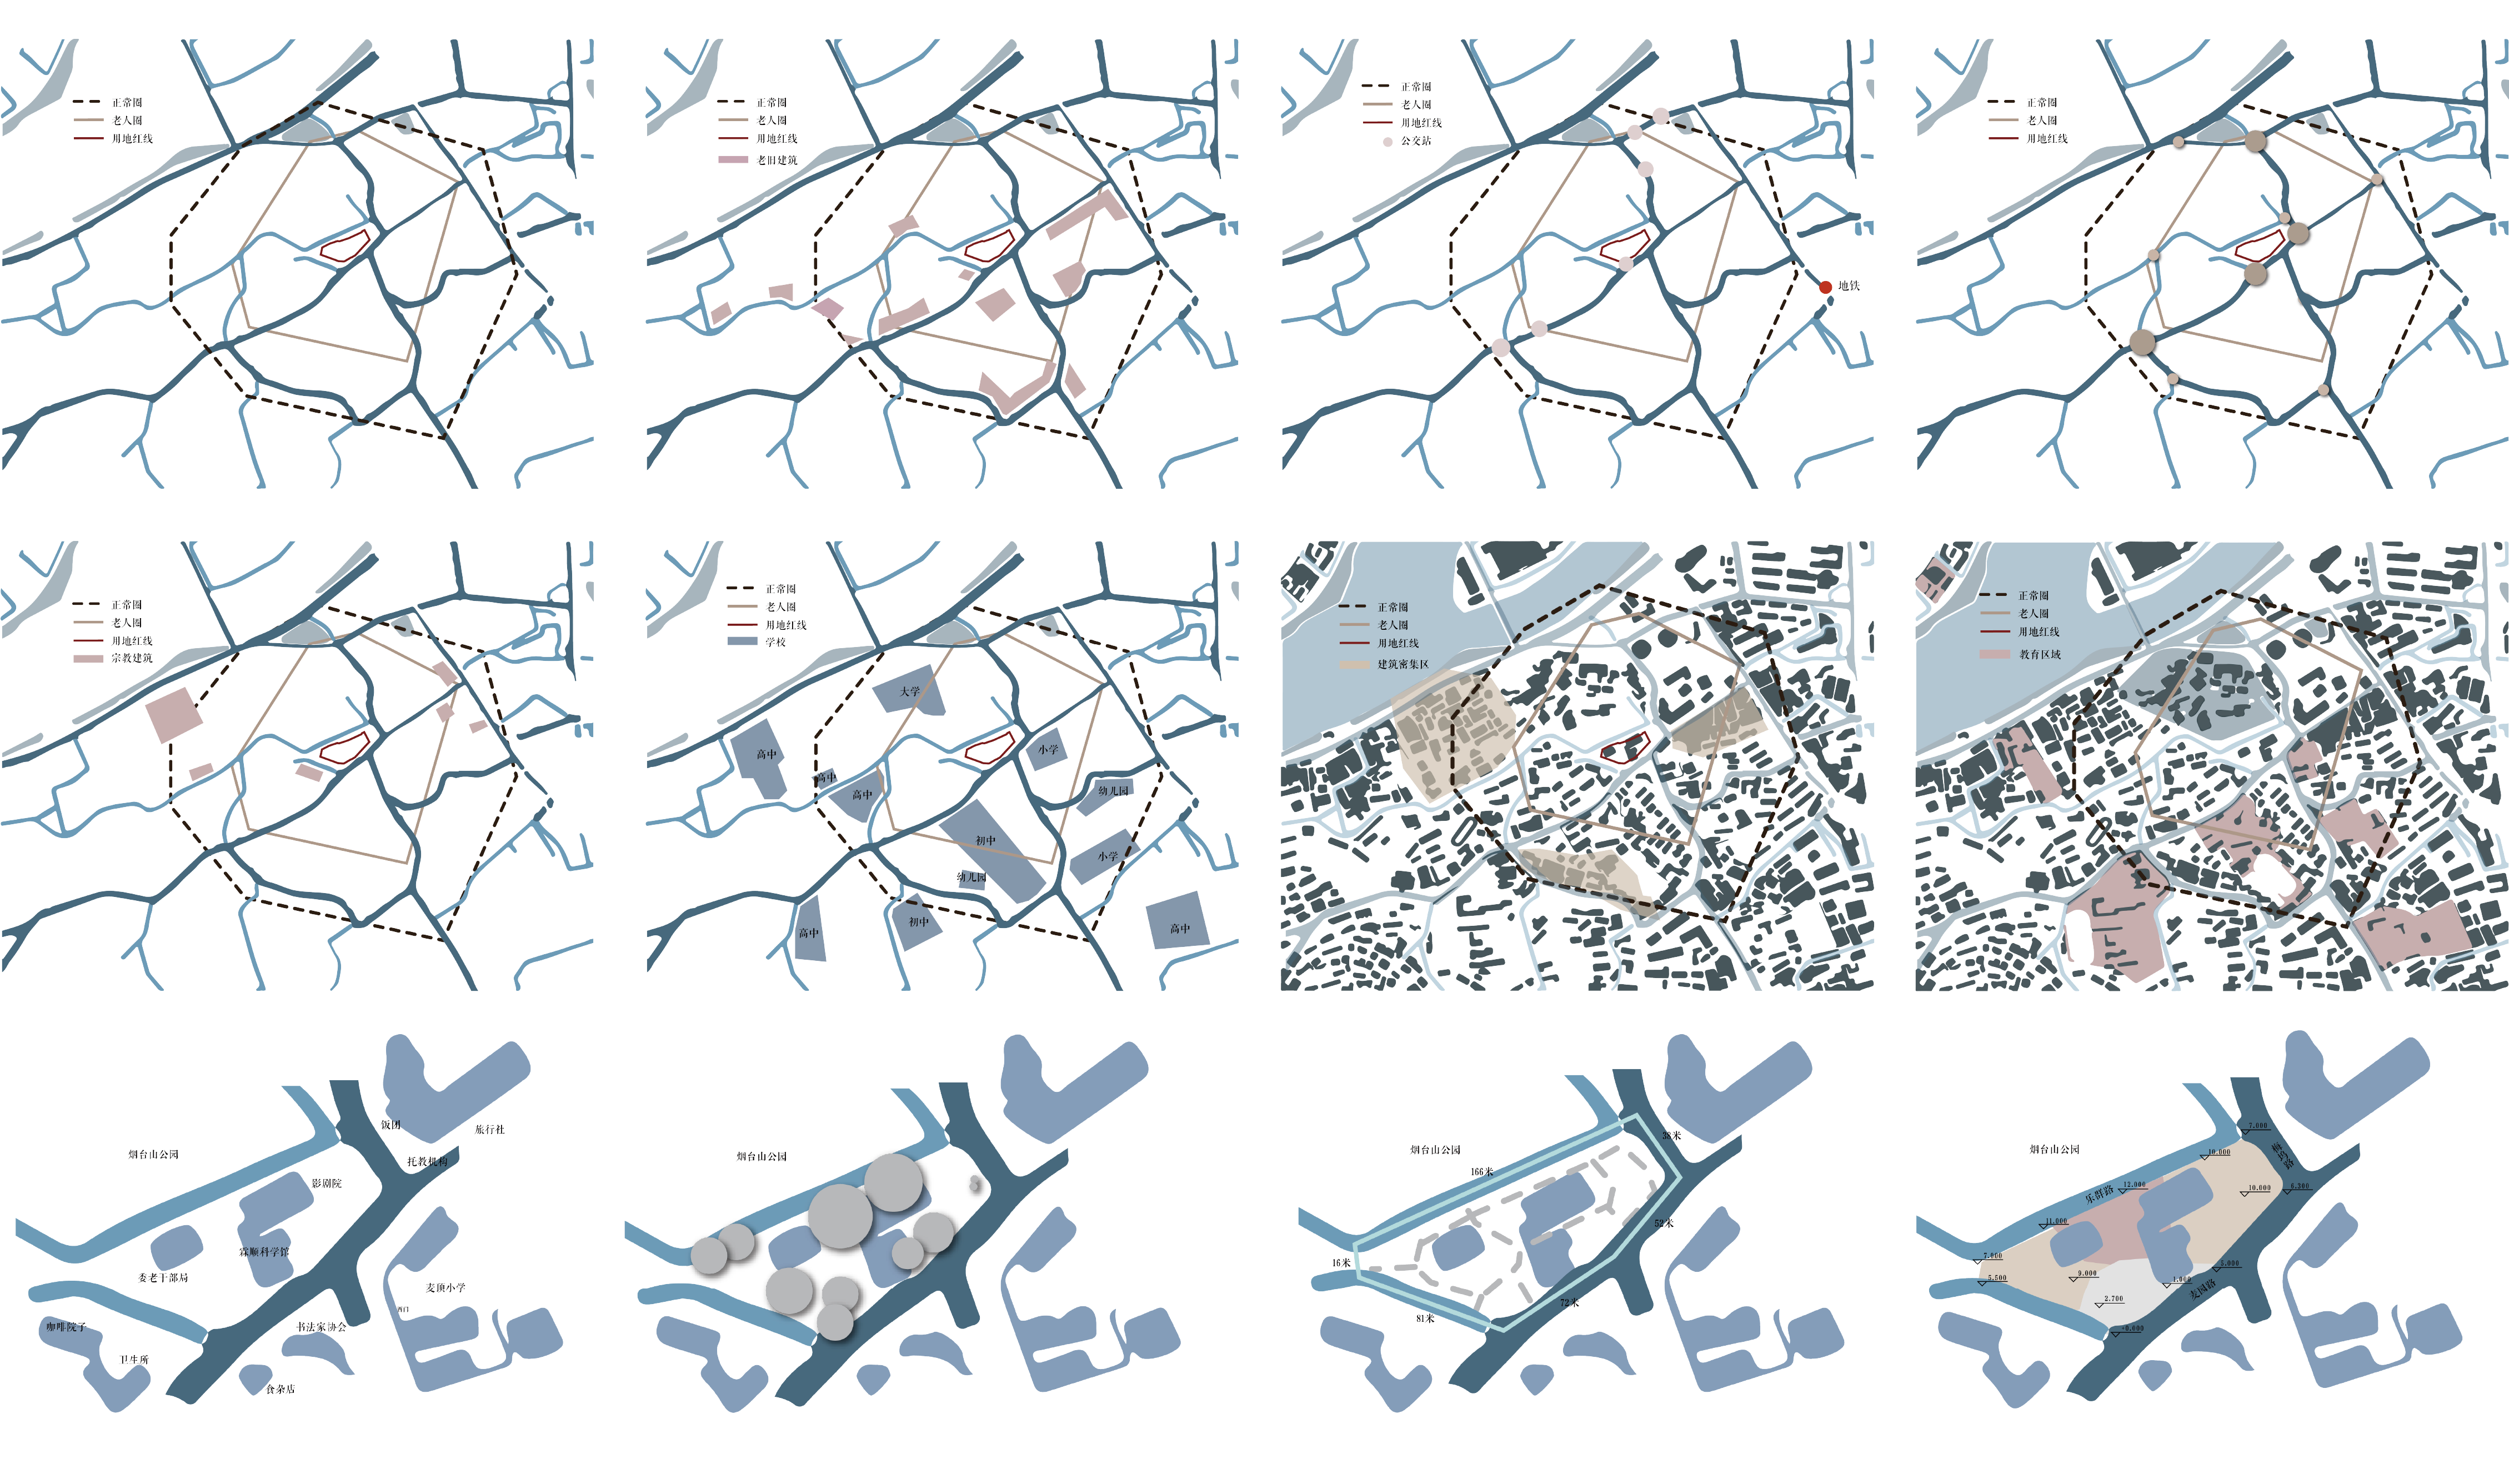 正常圈
老人圈
用地红线
正常圈
老人圈
用地红线
老旧建筑
正常圈
老人圈
用地红线
公交站
地铁
正常圈
老人圈
用地红线
正常圈
老人圈
用地红线
宗教建筑
正常圈
老人圈
用地红线
学校
大学
高中
小学
高中
高中
幼儿园
初中
小学
幼儿园
初中
高中
高中
正常圈
老人圈
用地红线
建筑密集区
正常圈
老人圈
用地红线
教育区域
饭团
旅行社
烟台山公园
托教机构
影剧院
霖顺科学馆
委老干部局
麦顶小学
西门
咖啡院子
书法家协会
卫生所
食杂店
烟台山公园
烟台山公园
38米
166米
52米
16米
72米
81米
7.000
烟台山公园
10.000
12.000
乐群路
10.000
6.300
11.000
7.000
5.000
5.500
9.000
麦园路
2.700